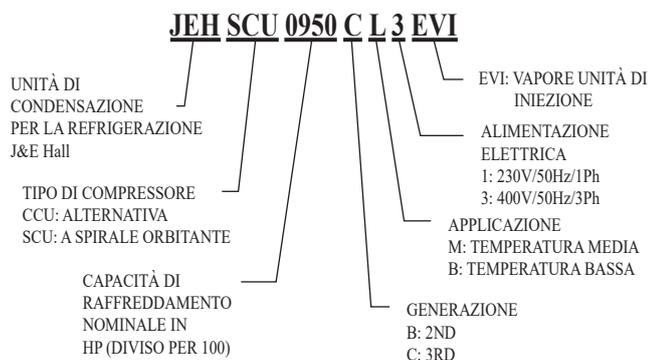 JEH SCU 0950 C L 3 EVI
UNITÀ DI
CONDENSAZIONE
PER LA REFRIGERAZIONE
J&E Hall
TIPO DI COMPRESSORE
CCU: ALTERNATIVA
SCU: A SPIRALE ORBITANTE
CAPACITÀ DI
RAFFREDDAMENTO
NOMINALE IN
HP (DIVISO PER 100)
EVI: VAPORE UNITÀ DI
INIEZIONE
ALIMENTAZIONE
ELETTRICA
1: 230V/50Hz/1Ph
3: 400V/50Hz/3Ph
APPLICAZIONE
M: TEMPERATURA MEDIA
B: TEMPERATURA BASSA
GENERAZIONE
B: 2ND
C: 3RD